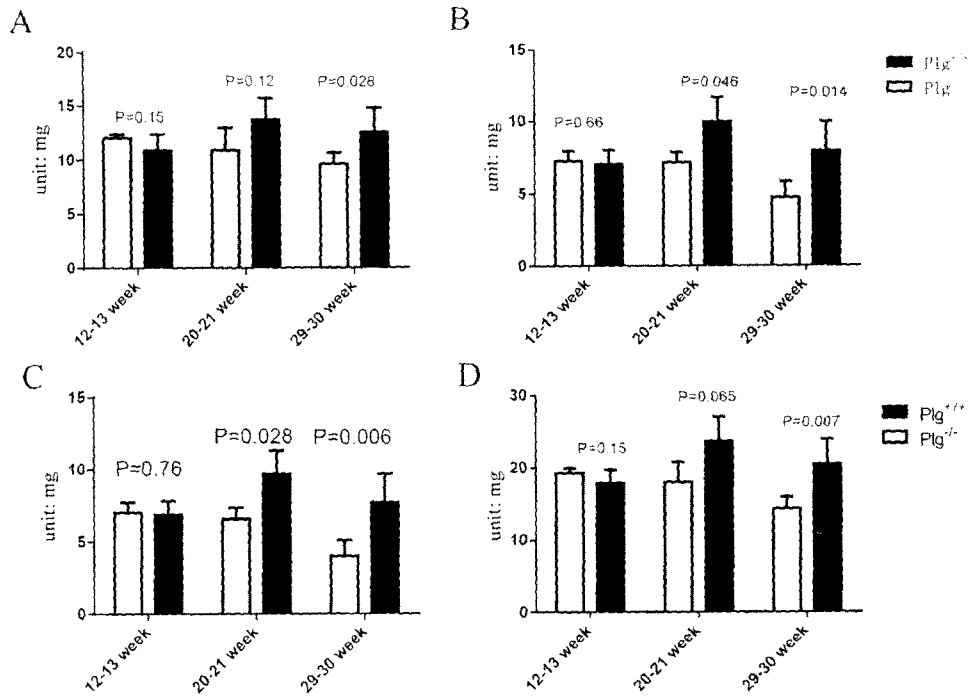 A
unit: mg
20
15
10
5
0
P=0.15
P=0.12
P=0.028
12-13 week
20-21 week
29-30 week
B
unit: mg
15
10
5
0
P=0.66
P=0.046
P=0.014
12-13 week
20-21 week
29-30 week
Plg
Plg
C
unit: mg
15
10
5
0
P=0.76
P=0.028
P=0.006
12-13 week
20-21 week
29-30 week
D
unit: mg
30
20
10
0
P=0.15
P=0.065
P=0.007
12-13 week
20-21 week
29-30 week
Plg+/+
Plg-/-